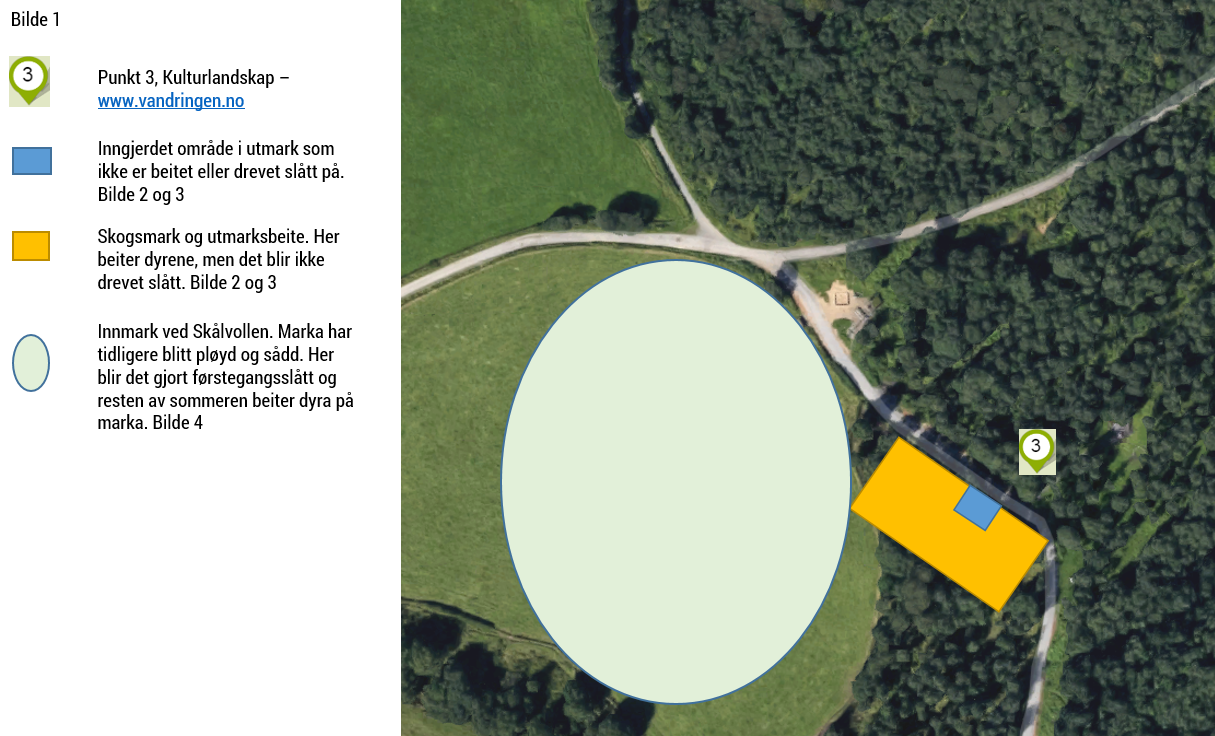 Bilde 1
3
Punkt 3, Kulturlandskap –
www.vandringen.no
Inngjerdet område i utmark som
ikke er beitet eller drevet slått på.
Bilde 2 og 3
Skogsmark og utmarksbeite. Her
beiter dyrene, men det blir ikke
drevet slått. Bilde 2 og 3
Innmark ved Skålvollen. Marka har
tidligere blitt pløyd og sådd. Her
blir det gjort førstegangsslått og
resten av sommeren beiter dyra på
marka. Bilde 4
3